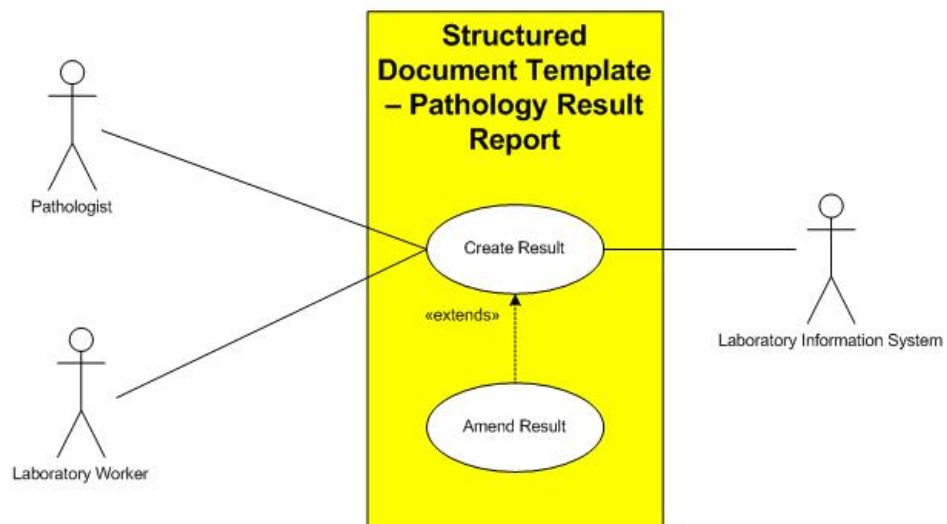 Structured
Document Template
– Pathology Result
Report
Pathologist
Create Result
«extends»
Laboratory Information System
Amend Result
Laboratory Worker